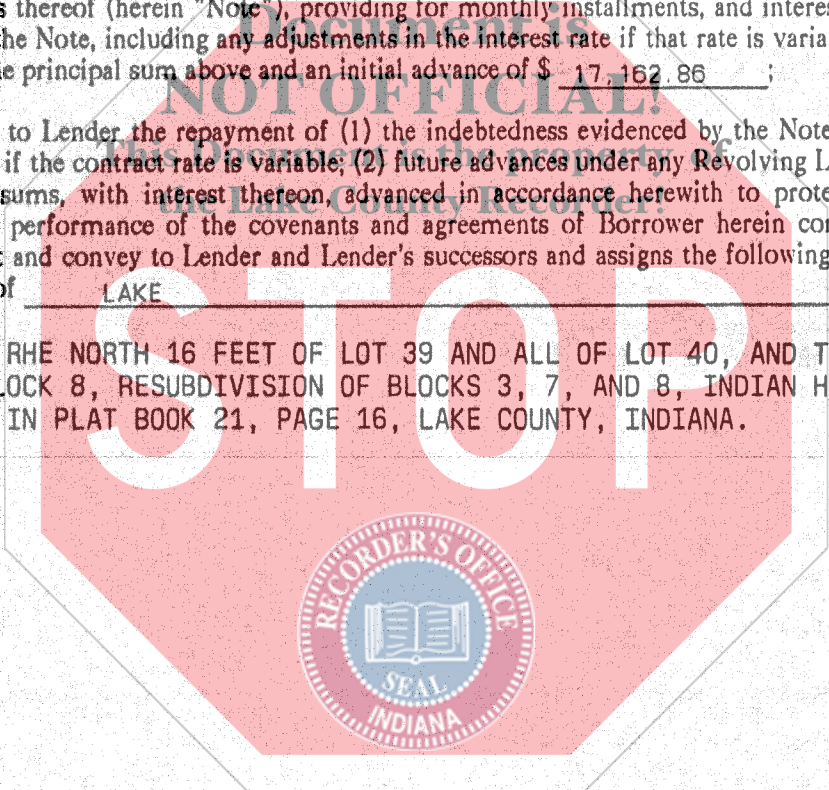 s thereof (herein "Note"), providing for monthly installments, and interes
Document is
he Note, including any adjustments in the interest rate if that rate is varia
e principal sum above and an initial advance of $ 17,162.86 ;
NOT OFFICIAL!
to Lender the repayment of (1) the indebtedness evidenced by the Note
This Document is the property of
if the contract rate is variable; (2) future advances under any Revolving L
sums, with interest thereon, advanced in accordance herewith to prote
the Lake County Recorder!
performance of the covenants and agreements of Borrower herein con
and convey to Lender and Lender's successors and assigns the following
of LAKE
STOP
RHE NORTH 16 FEET OF LOT 39 AND ALL OF LOT 40, AND T
LOCK 8, RESUBDIVISION OF BLOCKS 3, 7, AND 8, INDIAN H
IN PLAT BOOK 21, PAGE 16, LAKE COUNTY, INDIANA.
RECORDER'S OFFICE
SEAL
INDIANA